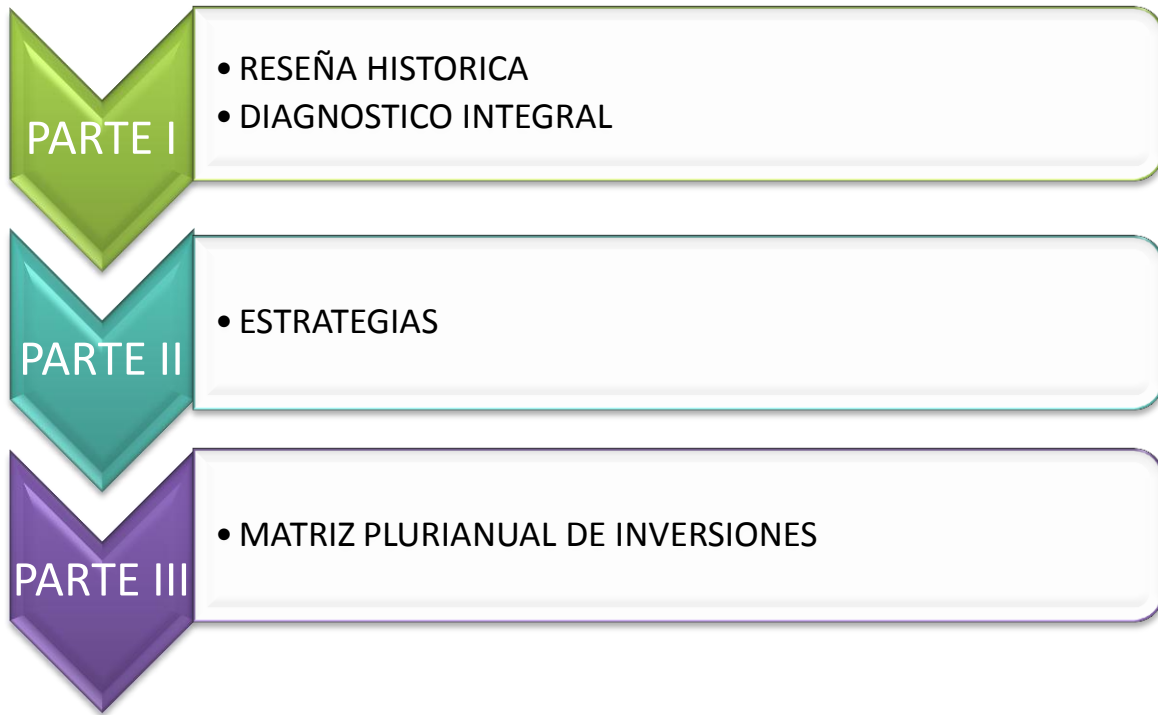 PARTE I
• RESEÑA HISTORICA
• DIAGNOSTICO INTEGRAL
PARTE II
• ESTRATEGIAS
PARTE III
• MATRIZ PLURIANUAL DE INVERSIONES